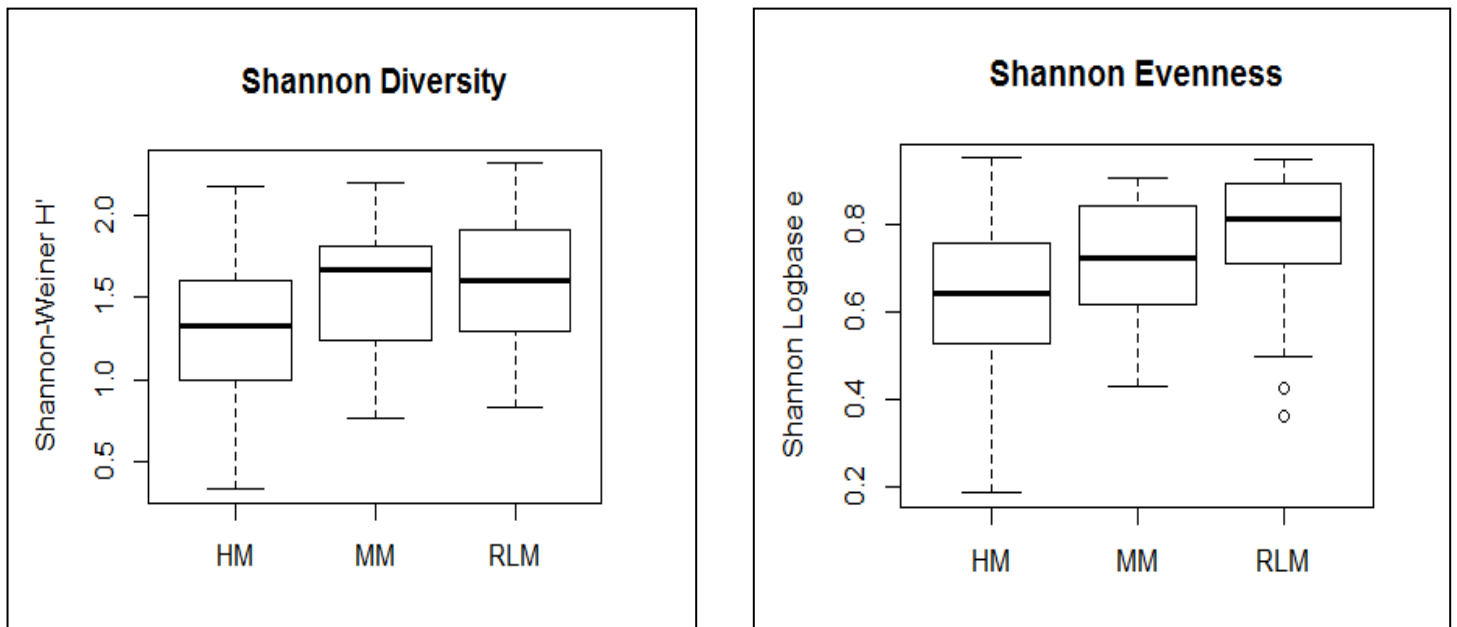 Shannon Diversity
Shannon-Weiner H'
2.0
1.5
1.0
0.5
HM MM RLM
Shannon Evenness
Shannon Logbase e
0.8
0.6
0.4
0.2
HM MM RLM